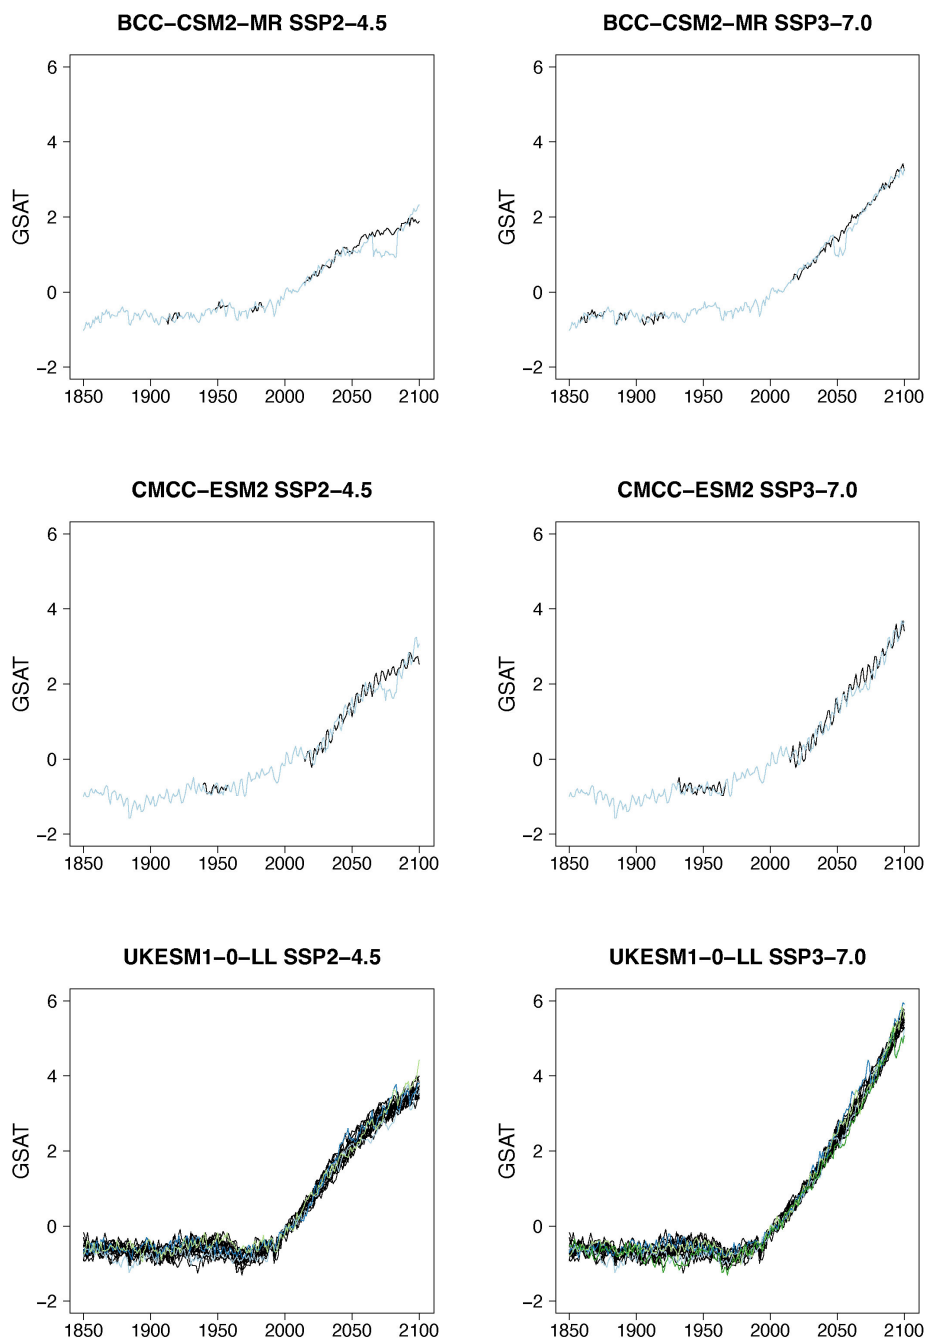 BCC−CSM2−MR SSP2−4.5
GSAT
6
4
2
0
−2
1850 1900 1950 2000 2050 2100
BCC−CSM2−MR SSP3−7.0
GSAT
6
4
2
0
−2
1850 1900 1950 2000 2050 2100
CMCC−ESM2 SSP2−4.5
GSAT
6
4
2
0
−2
1850 1900 1950 2000 2050 2100
CMCC−ESM2 SSP3−7.0
GSAT
6
4
2
0
−2
1850 1900 1950 2000 2050 2100
UKESM1−0−LL SSP2−4.5
GSAT
6
4
2
0
−2
1850 1900 1950 2000 2050 2100
UKESM1−0−LL SSP3−7.0
GSAT
6
4
2
0
−2
1850 1900 1950 2000 2050 2100